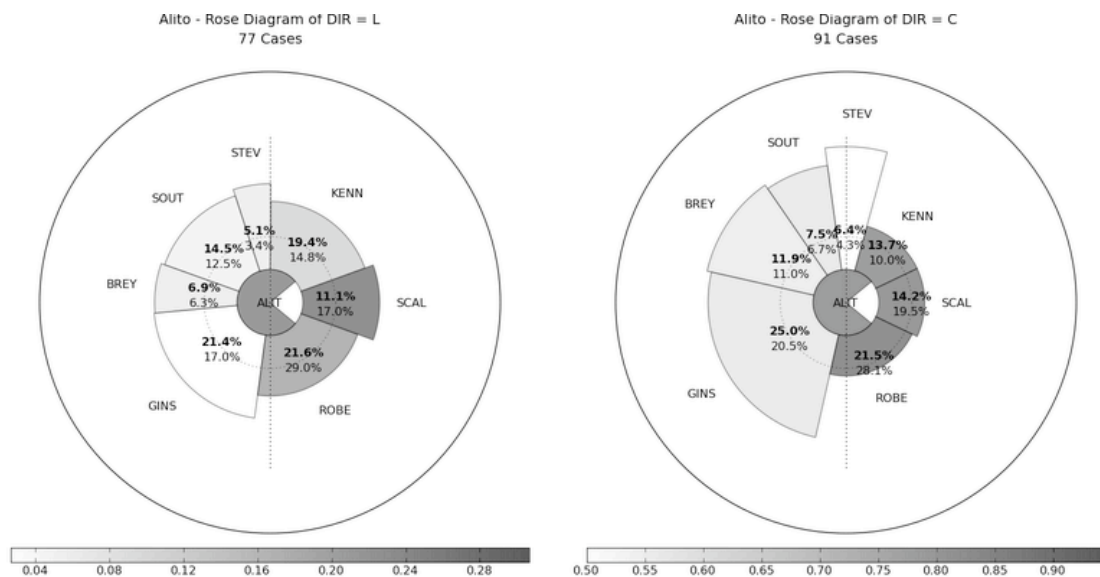 Alito - Rose Diagram of DIR = L
77 Cases
STEV
KENN
SOUT
5.1%
3.4%
19.4%
14.8%
14.5%
12.5%
BREY
6.9%
6.3%
ALIT
11.1%
17.0%
SCAL
21.4%
17.0%
21.6%
29.0%
GINS
ROBE
0.04 0.08 0.12 0.16 0.20 0.24 0.28
Alito - Rose Diagram of DIR = C
91 Cases
STEV
SOUT
BREY
KENN
7.5%
6.7%
6.4%
4.3%
13.7%
10.0%
11.9%
11.0%
ALIT
14.2%
19.5%
SCAL
25.0%
20.5%
21.5%
28.1%
GINS
ROBE
0.50 0.55 0.60 0.65 0.70 0.75 0.80 0.85 0.90